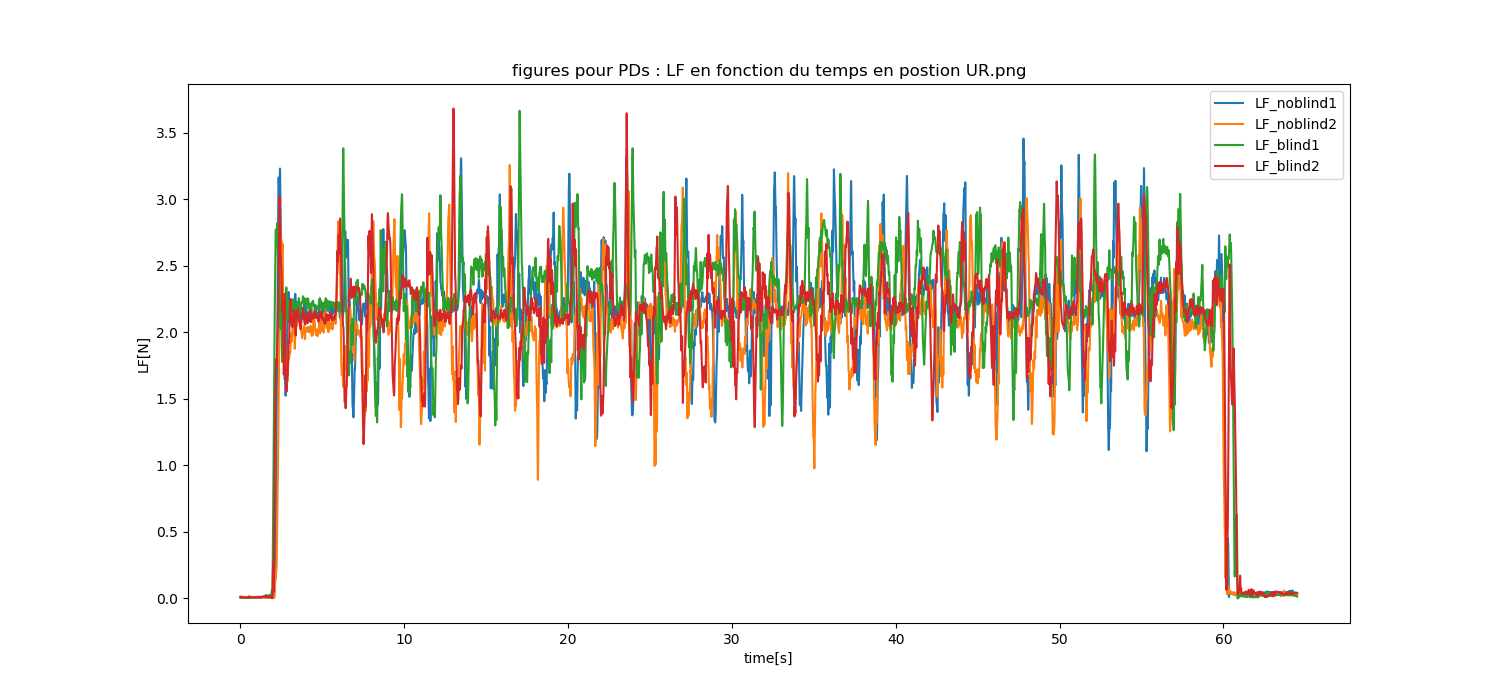 figures pour PDs : LF en fonction du temps en postion UR.png
LF_noblind1
LF_noblind2
LF_blind1
LF_blind2
LF[N]
3.5
3.0
2.5
2.0
1.5
1.0
0.5
0.0
0 10 20 30 40 50 60
time[s]